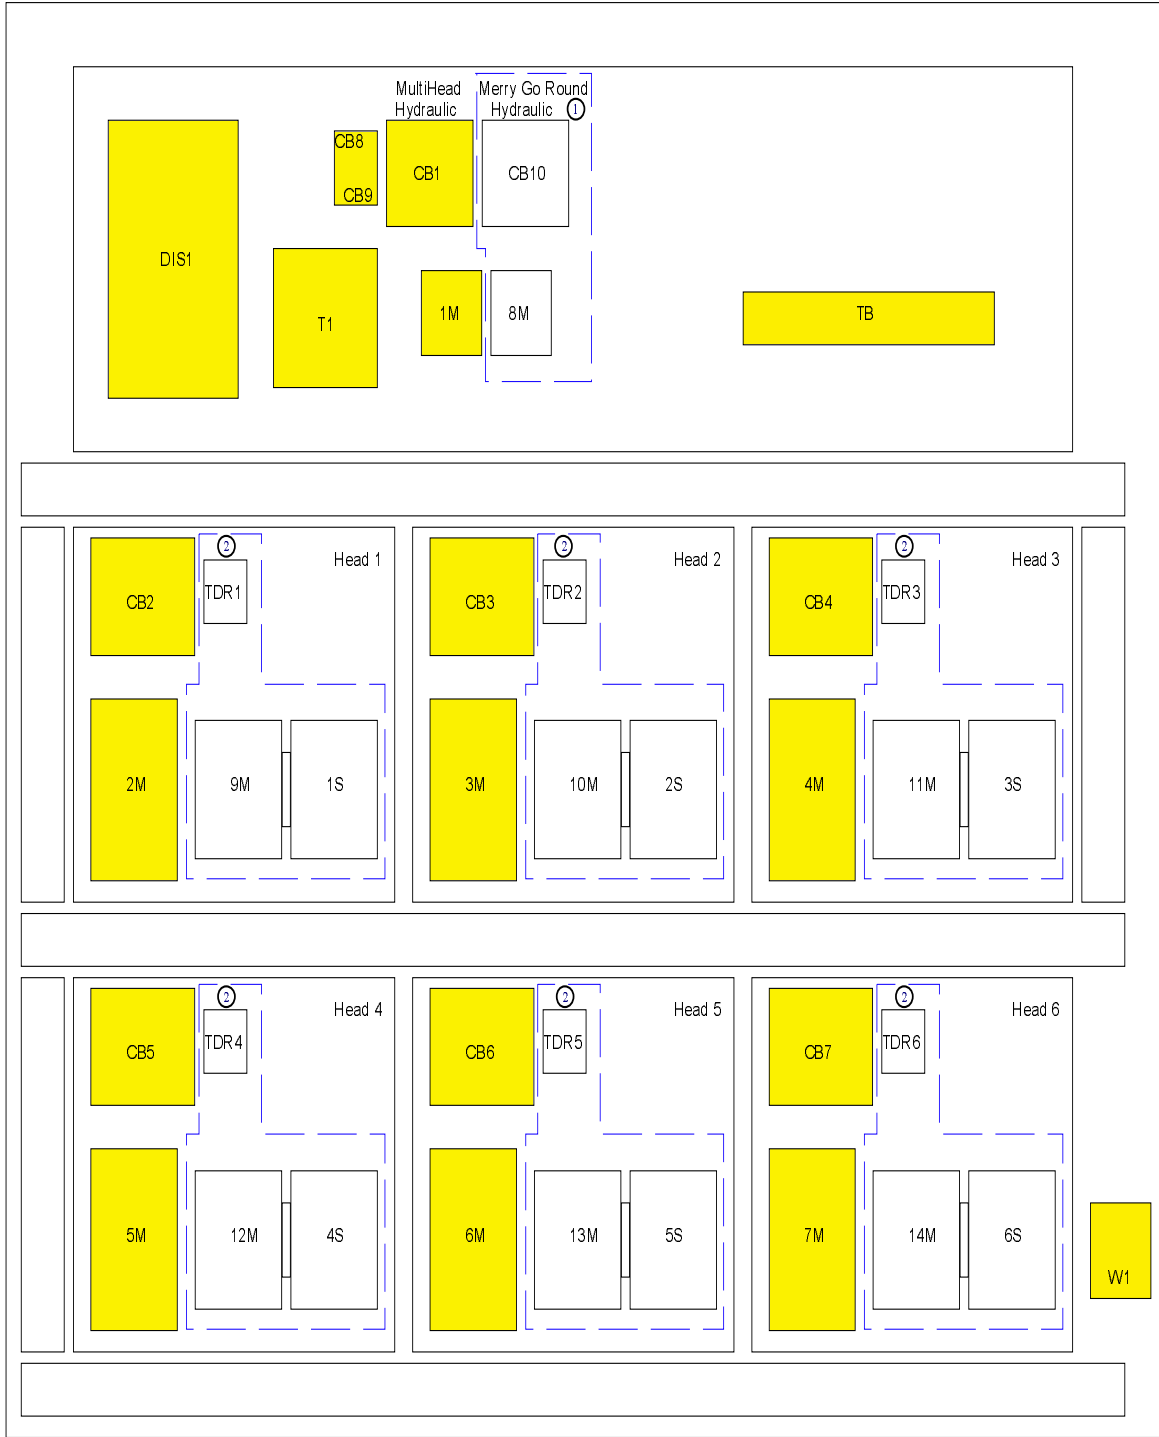 MultiHead
Hydraulic
Merry Go Round
Hydraulic
1
CB8
CB9
CB1
CB10
DIS1
T1
1M
8M
TB
2
Head 1
CB2
TDR1
2M
9M
1S
2
Head 2
CB3
TDR2
3M
10M
2S
2
Head 3
CB4
TDR3
4M
11M
3S
2
Head 4
CB5
TDR4
5M
12M
4S
2
Head 5
CB6
TDR5
6M
13M
5S
2
Head 6
CB7
TDR6
7M
14M
6S
W1